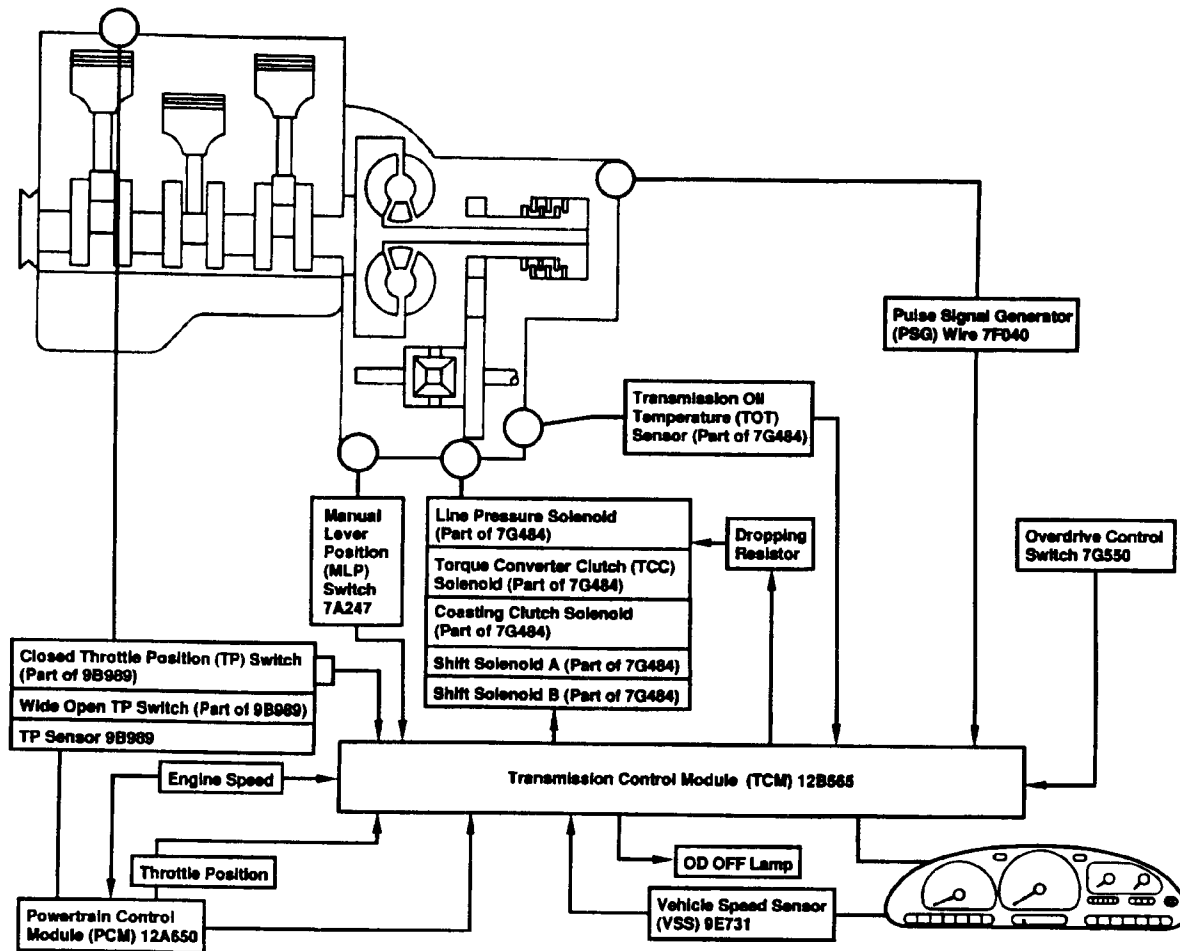 Pulse Signal Generator
(PSG) Wire 7F040
Transmission Oil
Temperature (TOT)
Sensor (Part of 7G484)
Manual
Lever
Position
(MLP)
Switch
7A247
Line Pressure Solenoid
(Part of 7G484)
Torque Converter Clutch (TCC)
Solenoid (Part of 7G484)
Coasting Clutch Solenoid
(Part of 7G484)
Shift Solenoid A (Part of 7G484)
Shift Solenoid B (Part of 7G484)
Dropping
Resistor
Overdrive Control
Switch 7G550
Closed Throttle Position (TP) Switch
(Part of 9B989)
Wide Open TP Switch (Part of 9B989)
TP Sensor 9B989
Engine Speed
Transmission Control Module (TCM) 12B565
Throttle Position
OD OFF Lamp
Powertrain Control
Module (PCM) 12A650
Vehicle Speed Sensor
(VSS) 9E731